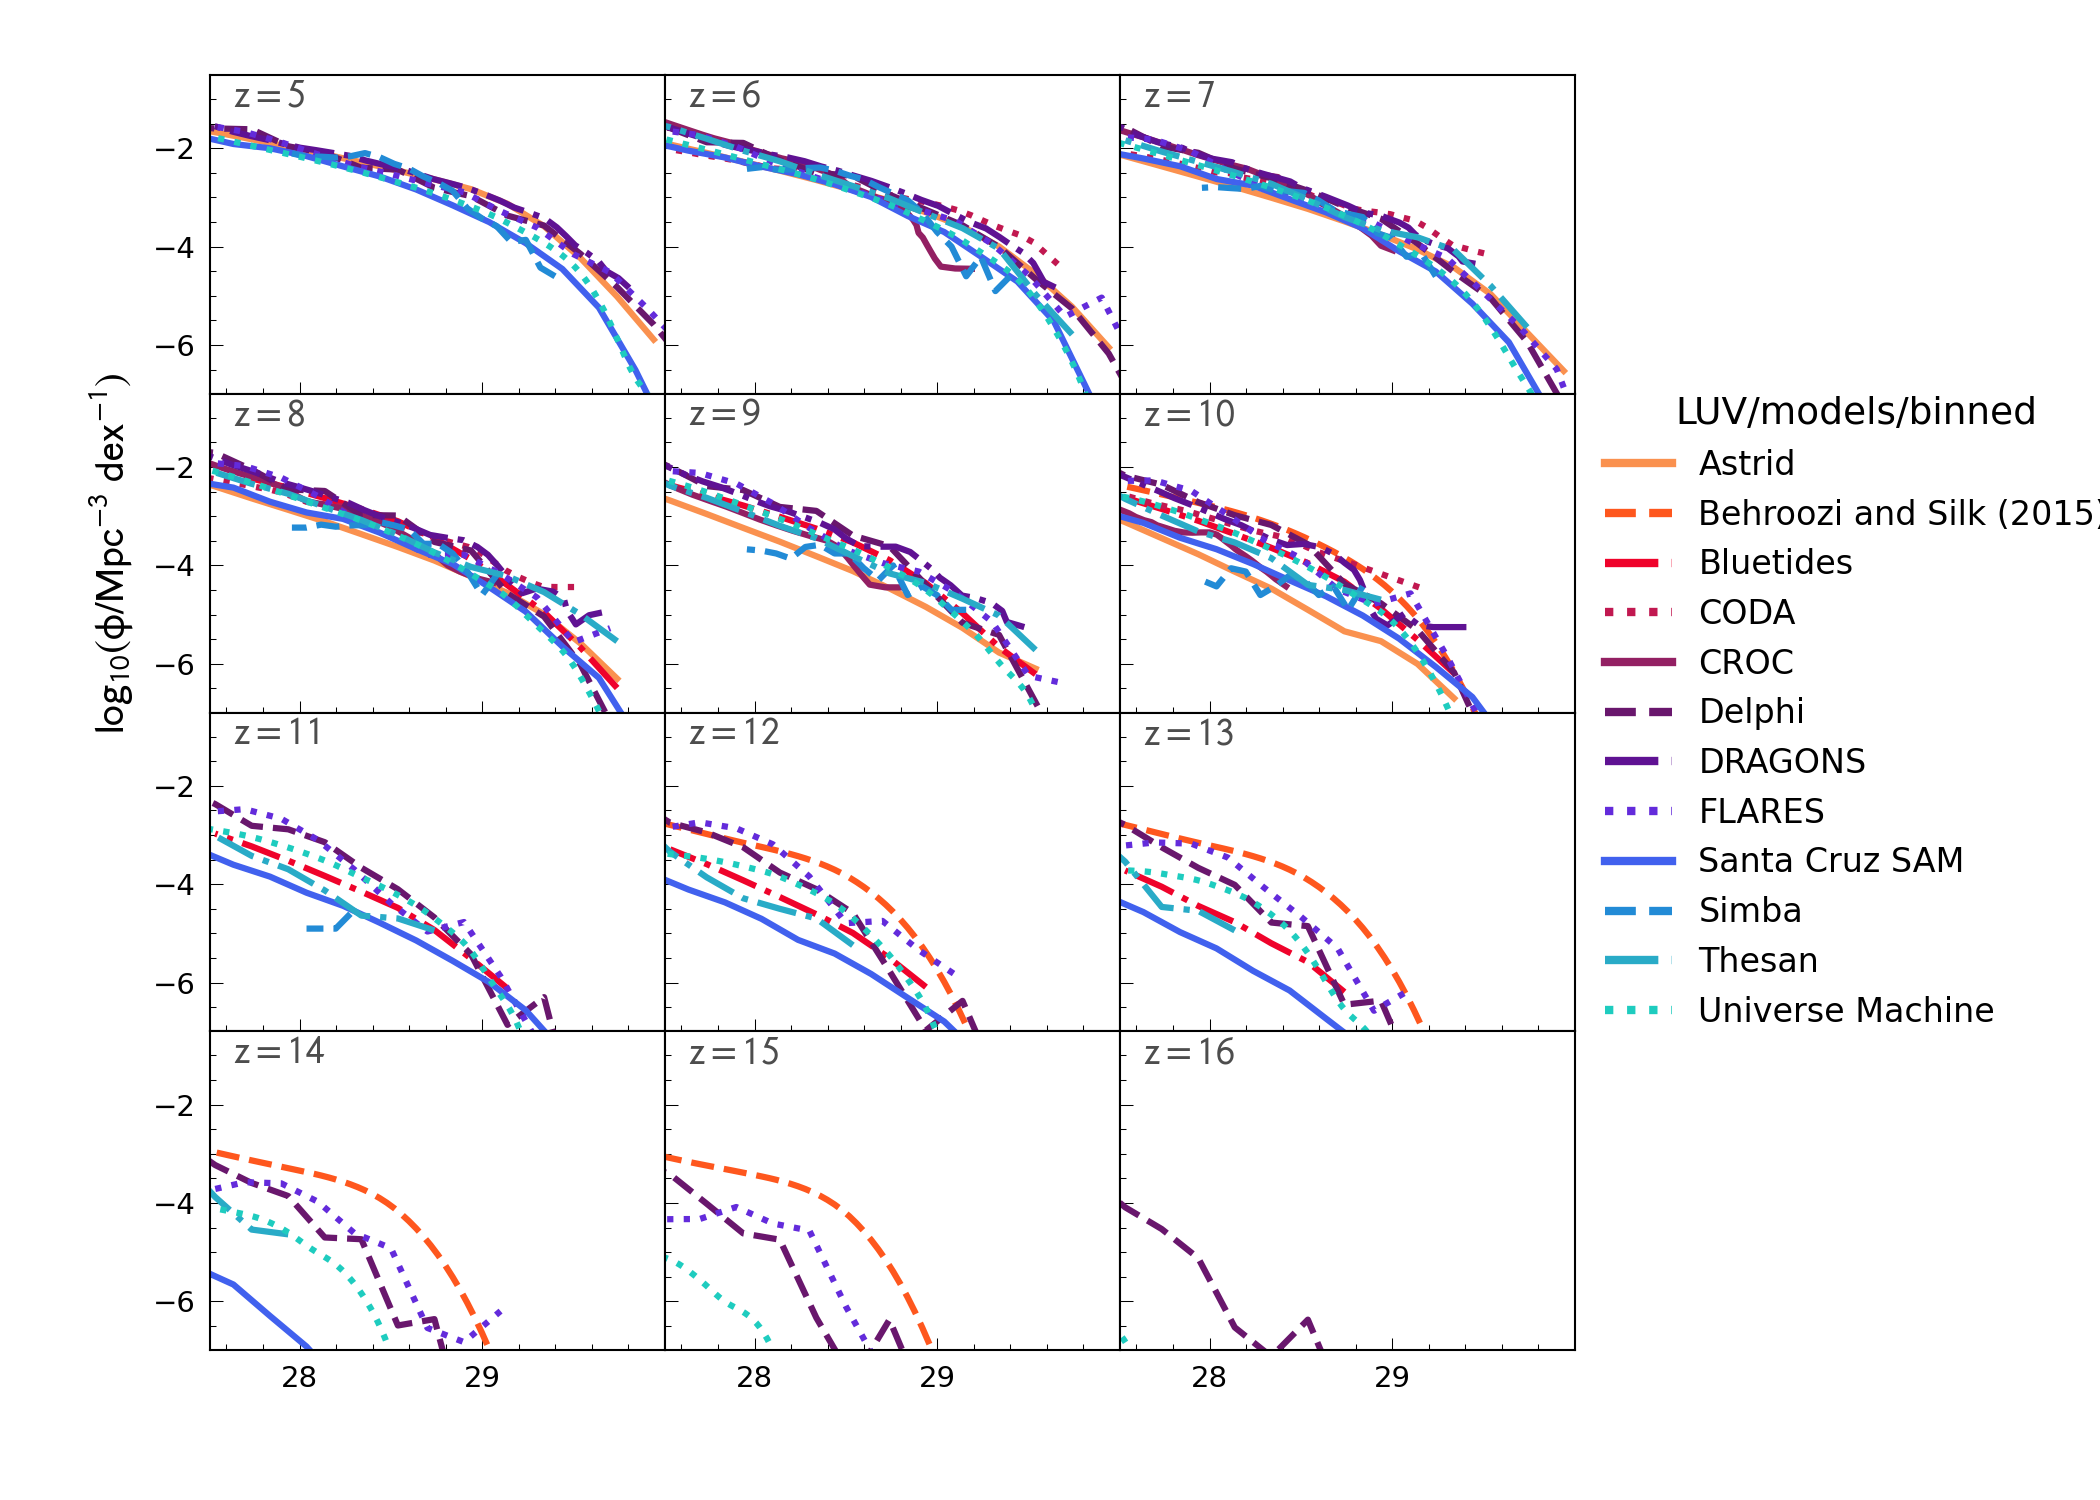 z=5
z=6
z=7
−2
−4
−6
z=8
z=9
z=10
−2
−4
−6
z=11
z=12
z=13
−2
−4
−6
z=14
z=15
z=16
−2
−4
−6
28
29
28
29
28
29
log₁₀(ϕ/Mpc⁻³ dex⁻¹)
LUV/models/binned
Astrid
Behroozi and Silk (2015)
Bluetides
CODA
CROC
Delphi
DRAGONS
FLARES
Santa Cruz SAM
Simba
Thesan
Universe Machine